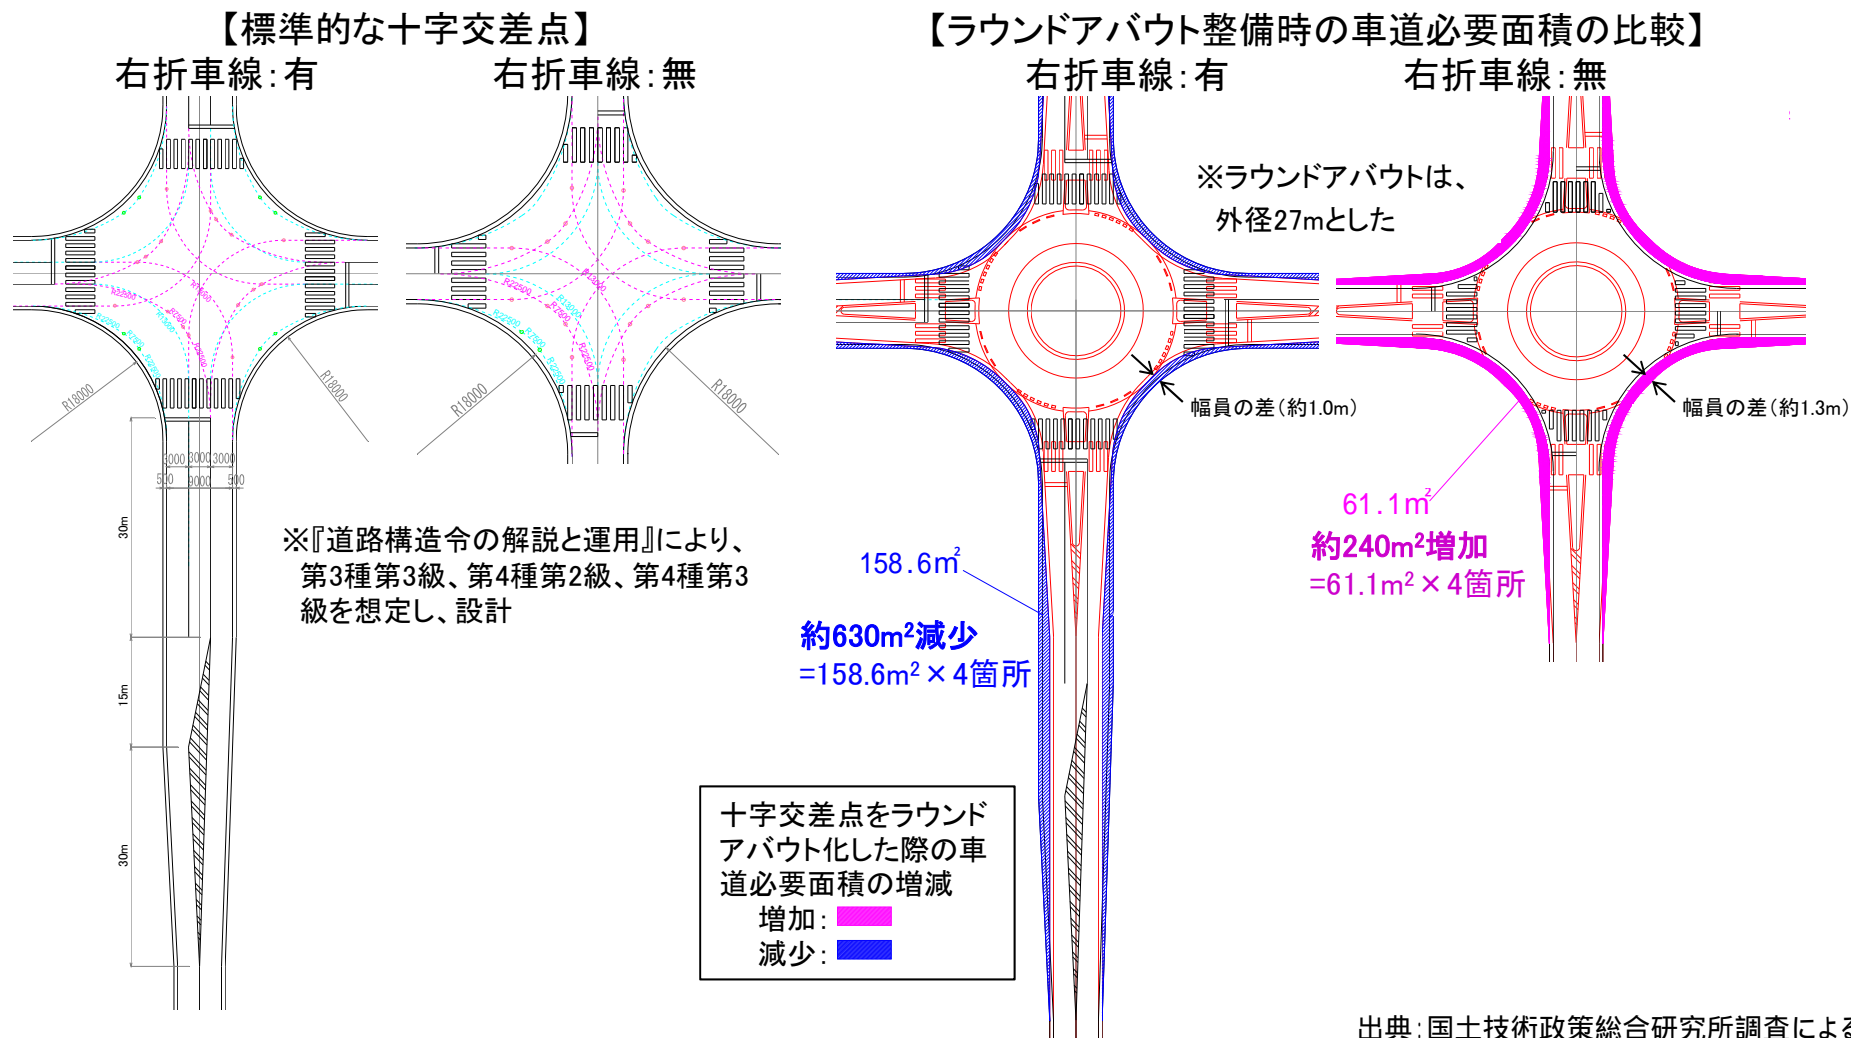 【標準的な十字交差点】
右折車線：有
右折車線：無
【ラウンドアバウト整備時の車道必要面積の比較】
右折車線：有
右折車線：無
※ラウンドアバウトは、
外径27mとした
幅員の差（約1.0m）
幅員の差（約1.3m）
R18000
R18000
R18000
R18000
3000
3000
3000
500
9000
500
30m
15m
30m
※『道路構造令の解説と運用』により、
第3種第3級、第4種第2級、第4種第3
級を想定し、設計
158.6㎡
約630m²減少
=158.6m²×4箇所
61.1㎡
約240m²増加
=61.1m²×4箇所
十字交差点をラウンド
アバウト化した際の車
道必要面積の増減
増加：
減少：
出典：国土技術政策総合研究所調査による